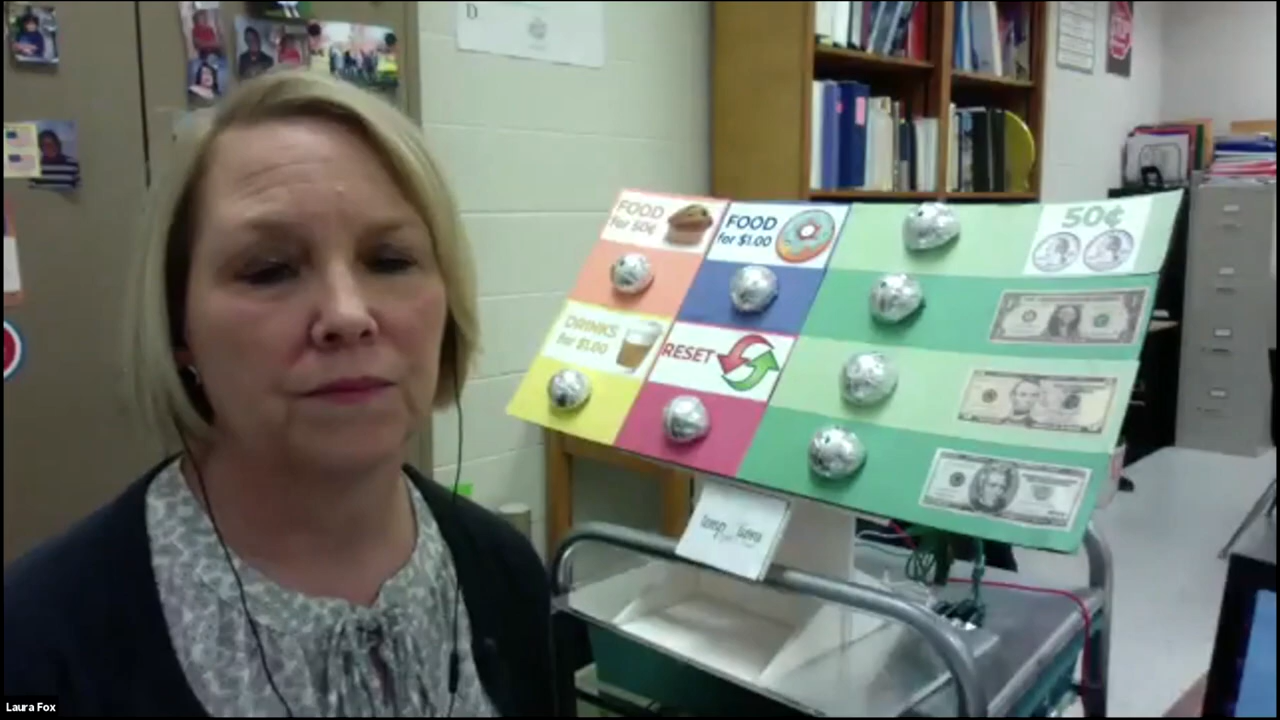 D
FOOD
for 50¢
FOOD
for $1.00
50¢
DRINKS
for $1.00
RESET
Laura Fox